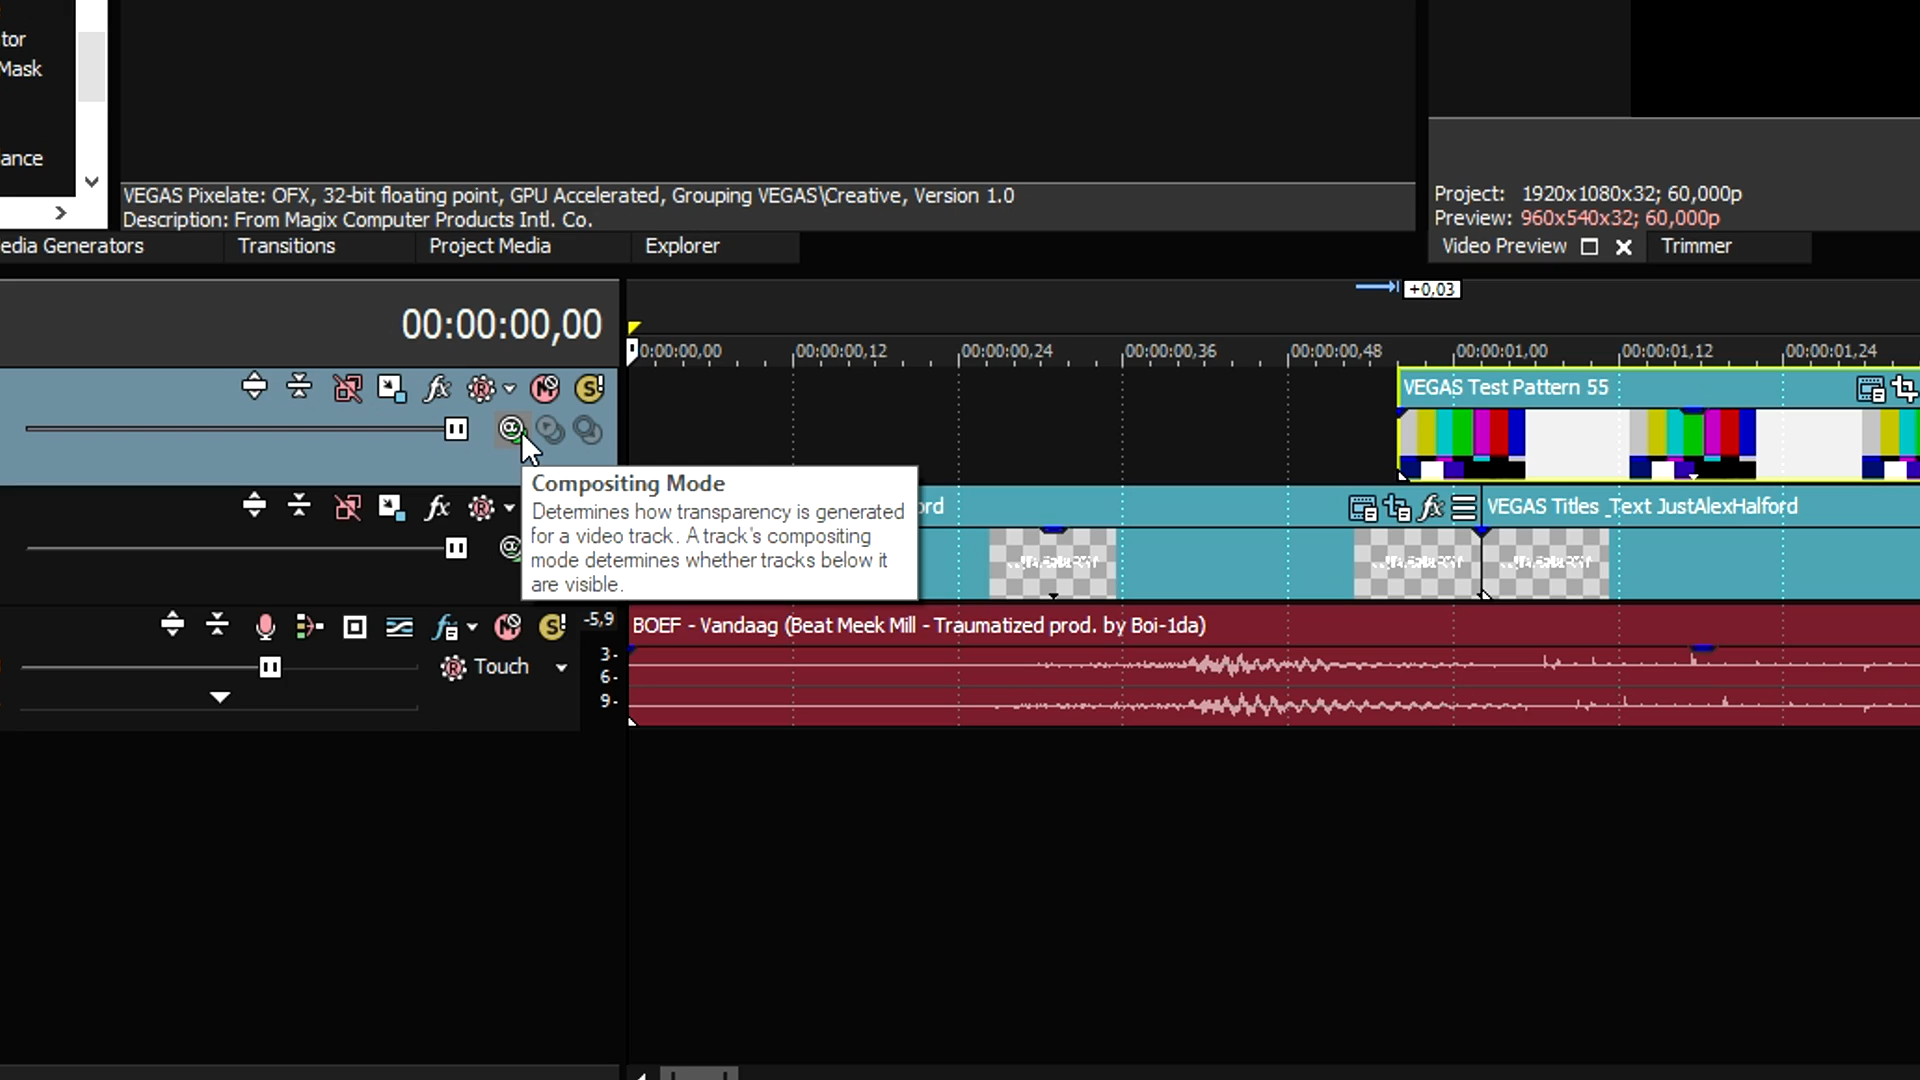 tor
Mask
ance
VEGAS Pixelate: OFX, 32-bit floating point, GPU Accelerated, Grouping VEGAS\Creative, Version 1.0
Description: From Magix Computer Products Intl. Co.
edia Generators
Transitions
Project Media
Explorer
Project: 1920x1080x32; 60,000p
Preview: 960x540x32; 60,000p
Video Preview
Trimmer
+0,03
00:00:00,00
0:00:00,00
00:00:00,12
00:00:00,24
00:00:00,36
00:00:00,48
00:00:01,00
00:00:01,12
00:00:01,24
VEGAS Test Pattern 55
Compositing Mode
Determines how transparency is generated
for a video track. A track's compositing
mode determines whether tracks below it
are visible.
ord
VEGAS Titles _Text JustAlexHalford
-5,9
BOEF - Vandaag (Beat Meek Mill - Traumatized prod. by Boi-1da)
Touch
3-
6-
9-